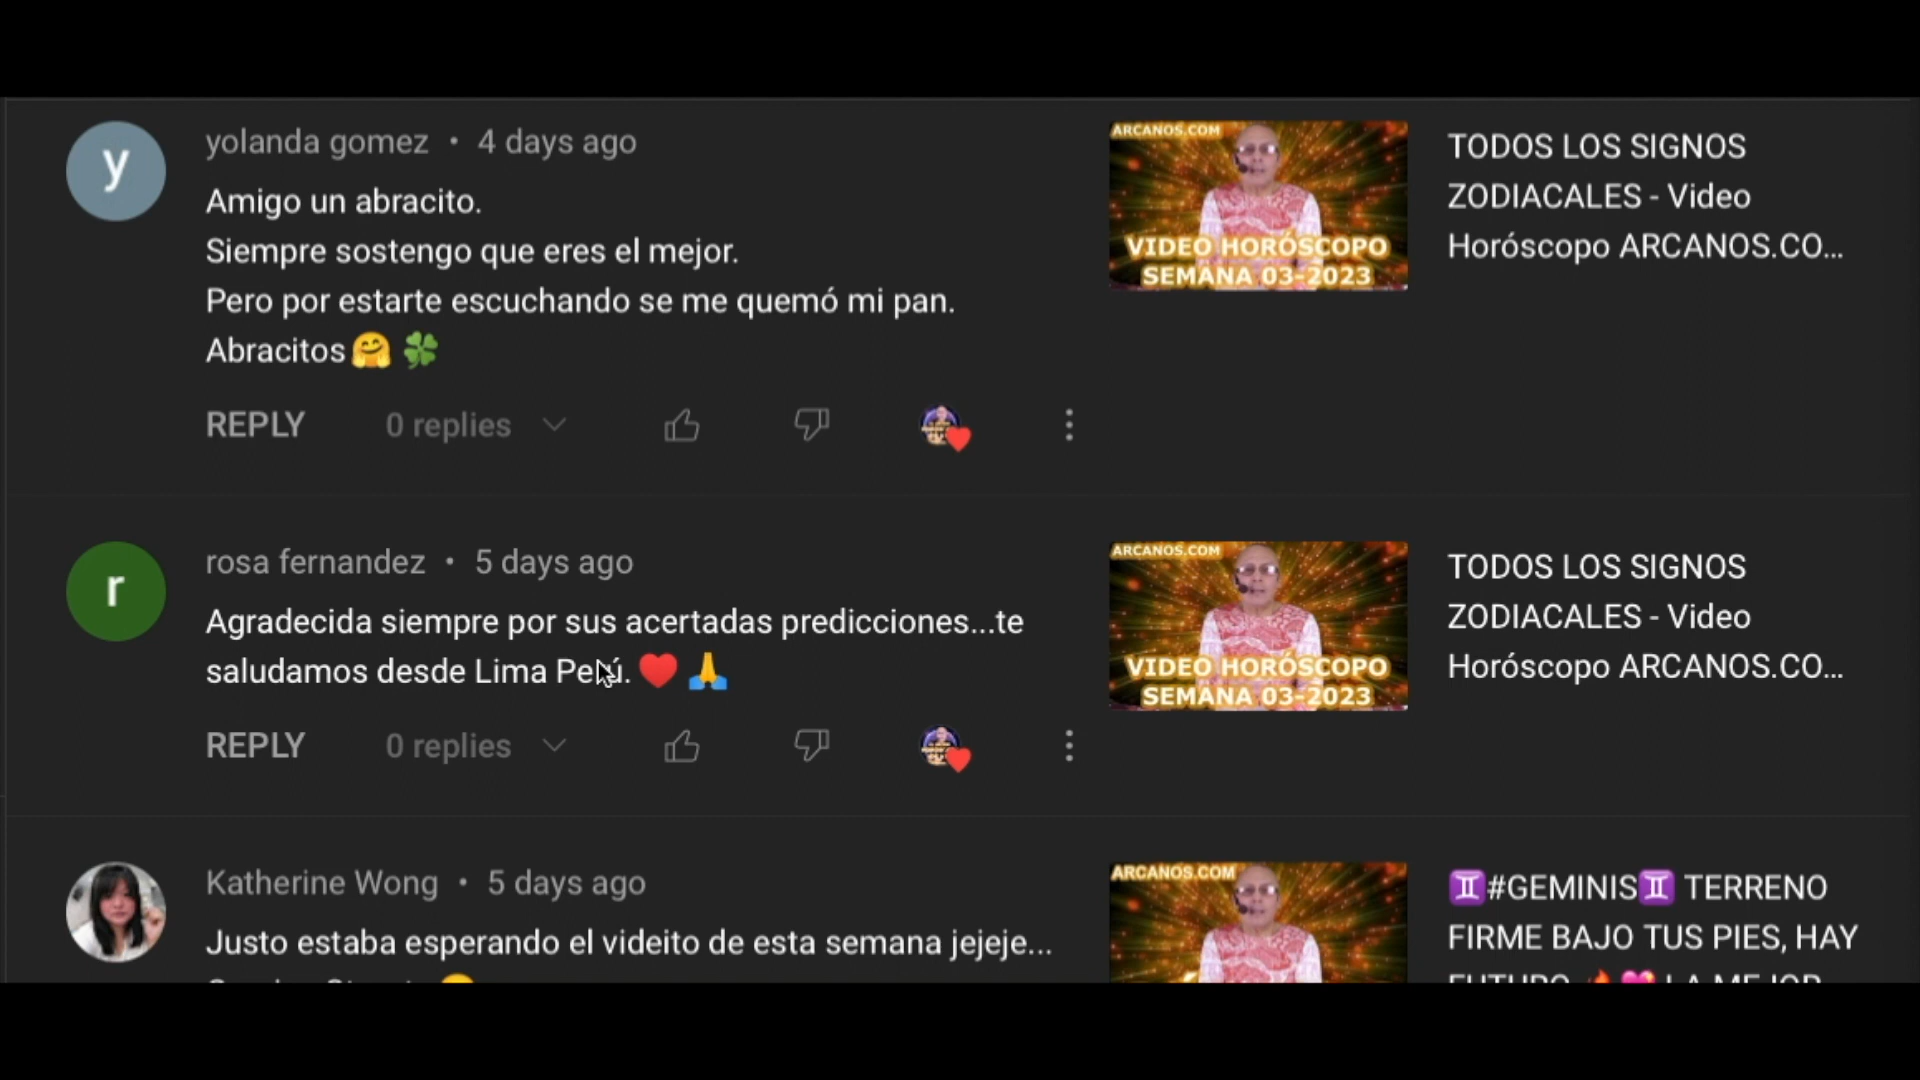 y
yolanda gomez • 4 days ago
Amigo un abracito.
Siempre sostengo que eres el mejor.
Pero por estarte escuchando se me quemó mi pan.
Abracitos🤗 🍀
REPLY 0 replies
ARCANOS.COM
VIDEO HORÓSCOPO
SEMANA 03-2023
TODOS LOS SIGNOS
ZODIACALES - Video
Horóscopo ARCANOS.CO...
r
rosa fernandez • 5 days ago
Agradecida siempre por sus acertadas predicciones...te
saludamos desde Lima Perú. ❤️ 🙏
REPLY 0 replies
ARCANOS.COM
VIDEO HORÓSCOPO
SEMANA 03-2023
TODOS LOS SIGNOS
ZODIACALES - Video
Horóscopo ARCANOS.CO...
Katherine Wong • 5 days ago
Justo estaba esperando el videito de esta semana jejeje...
ARCANOS.COM
♊#GEMINIS♊ TERRENO
FIRME BAJO TUS PIES, HAY
FUTURO 🔥💘 LA MEJOR